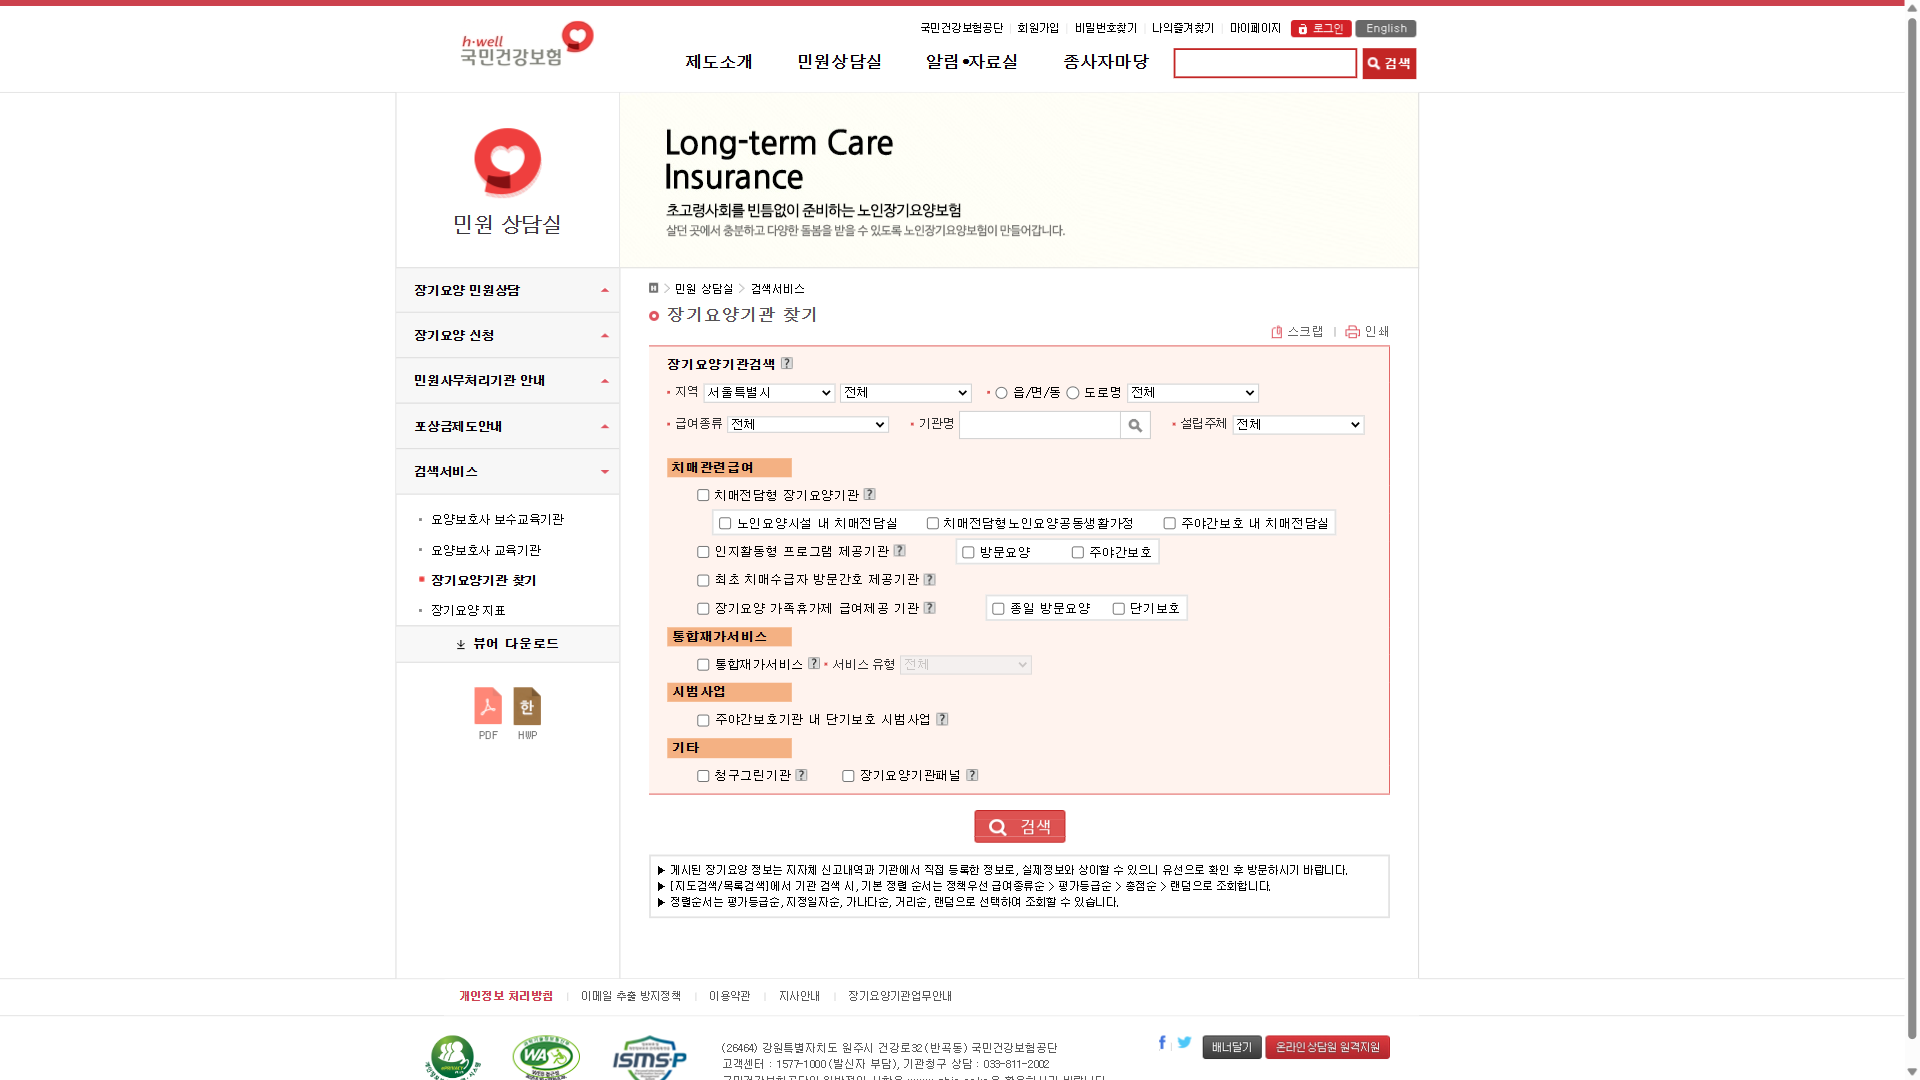 국민건강보험공단 회원가입 비밀번호찾기 나의즐겨찾기 마이페이지 로그인 English
h·well
국민건강보험
제도소개 민원상담실 알림•자료실 종사자마당 검색
민원 상담실
Long-term Care
Insurance
초고령사회를 빈틈없이 준비하는 노인장기요양보험
살던 곳에서 충분하고 다양한 돌봄을 받을 수 있도록 노인장기요양보험이 만들어갑니다.
장기요양 민원상담
장기요양 신청
민원사무처리기관 안내
포상금제도안내
검색서비스
요양보호사 보수교육기관
요양보호사 교육기관
장기요양기관 찾기
장기요양 지표
뷰어 다운로드
한
PDF HWP
H > 민원 상담실 > 검색서비스
장기요양기관 찾기
스크랩 인쇄
장기요양기관검색 ?
지역 서울특별시 전체 읍/면/동 도로명 전체
급여종류 전체 기관명 설립주체 전체
치매관련급여
치매전담형 장기요양기관 ?
노인요양시설 내 치매전담실 치매전담형노인요양공동생활가정 주야간보호 내 치매전담실
인지활동형 프로그램 제공기관 ? 방문요양 주야간보호
최초 치매수급자 방문간호 제공기관 ?
장기요양 가족휴가제 급여제공 기관 ? 종일 방문요양 단기보호
통합재가서비스
통합재가서비스 ? 서비스 유형 전체
시범사업
주야간보호기관 내 단기보호 시범사업 ?
기타
청구그린기관 ? 장기요양기관패널 ?
검색
▶ 게시된 장기요양 정보는 지자체 신고내역과 기관에서 직접 등록한 정보로, 실제정보와 상이할 수 있으니 유선으로 확인 후 방문하시기 바랍니다.
▶ [지도검색/목록검색]에서 기관 검색 시, 기본 정렬 순서는 정책우선 급여종류순 > 평가등급순 > 총점순 > 랜덤으로 조회합니다.
▶ 정렬순서는 평가등급순, 지정일자순, 가나다순, 거리순, 랜덤으로 선택하여 조회할 수 있습니다.
개인정보 처리방침 이메일 추출 방지정책 이용약관 지사안내 장기요양기관업무안내
WA
ISMS-P
(26464) 강원특별자치도 원주시 건강로32(반곡동) 국민건강보험공단
고객센터 : 1577-1000(발신자 부담), 기관청구 상담 : 033-811-2002
배너달기 온라인상담원 원격지원